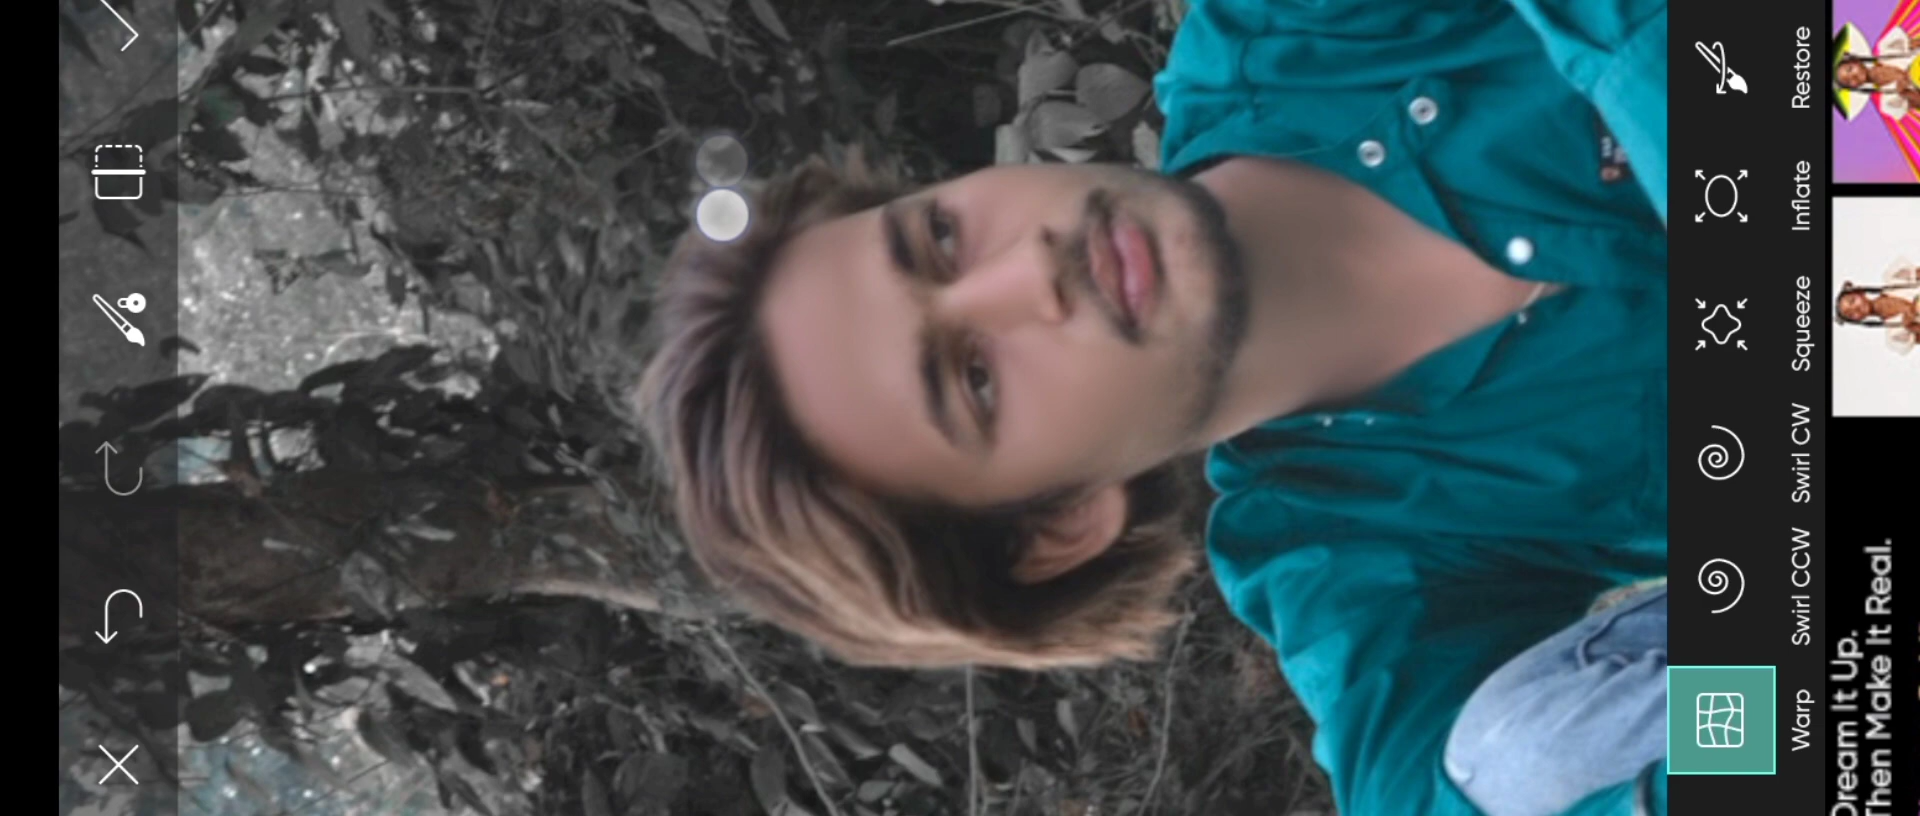 Warp
Swirl CCW
Swirl CW
Squeeze
Inflate
Restore
Dream It Up.
Then Make It Real.